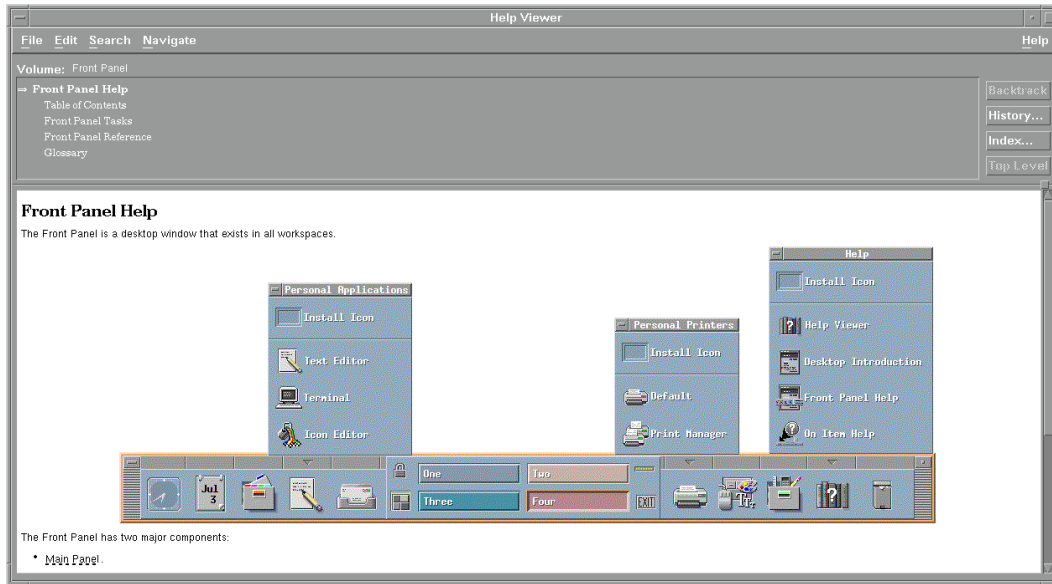 Help Viewer
File Edit Search Navigate Help
Volume: Front Panel
⇒ Front Panel Help
Table of Contents
Front Panel Tasks
Front Panel Reference
Glossary
Backtrack
History...
Index...
Top Level
Front Panel Help
The Front Panel is a desktop window that exists in all workspaces.
Personal Applications
Install Icon
Text Editor
Terminal
Icon Editor
Personal Printers
Install Icon
Default
Print Manager
Help
Install Icon
Help Viewer
Desktop Introduction
Front Panel Help
On Item Help
Jul
3
One Two
Three Four
EXIT
The Front Panel has two major components:
• Main Panel.